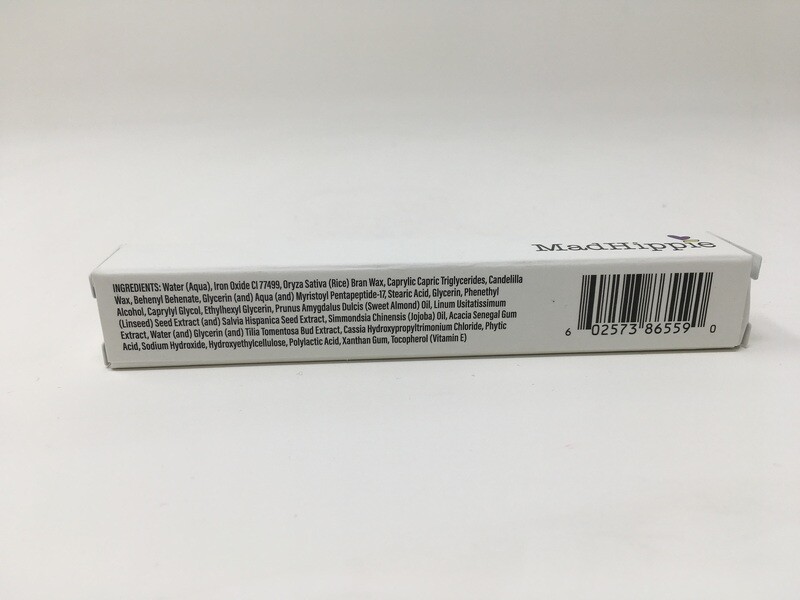 MadHippie
INGREDIENTS: Water (Aqua), Iron Oxide CI 77499, Oryza Sativa (Rice) Bran Wax, Caprylic Capric Triglycerides, Candelilla
Wax, Behenyl Behenate, Glycerin (and) Aqua (and) Myristoyl Pentapeptide-17, Stearic Acid, Glycerin, Phenethyl
Alcohol, Caprylyl Glycol, Ethylhexyl Glycerin, Prunus Amygdalus Dulcis (Sweet Almond) Oil, Linum Usitatissimum
(Linseed) Seed Extract (and) Salvia Hispanica Seed Extract, Simmondsia Chinensis (Jojoba) Oil, Acacia Senegal Gum
Extract, Water (and) Glycerin (and) Tilia Tomentosa Bud Extract, Cassia Hydroxypropyltrimonium Chloride, Phytic
Acid, Sodium Hydroxide, Hydroxyethylcellulose, Polylactic Acid, Xanthan Gum, Tocopherol (Vitamin E)
6 02573 86559 0